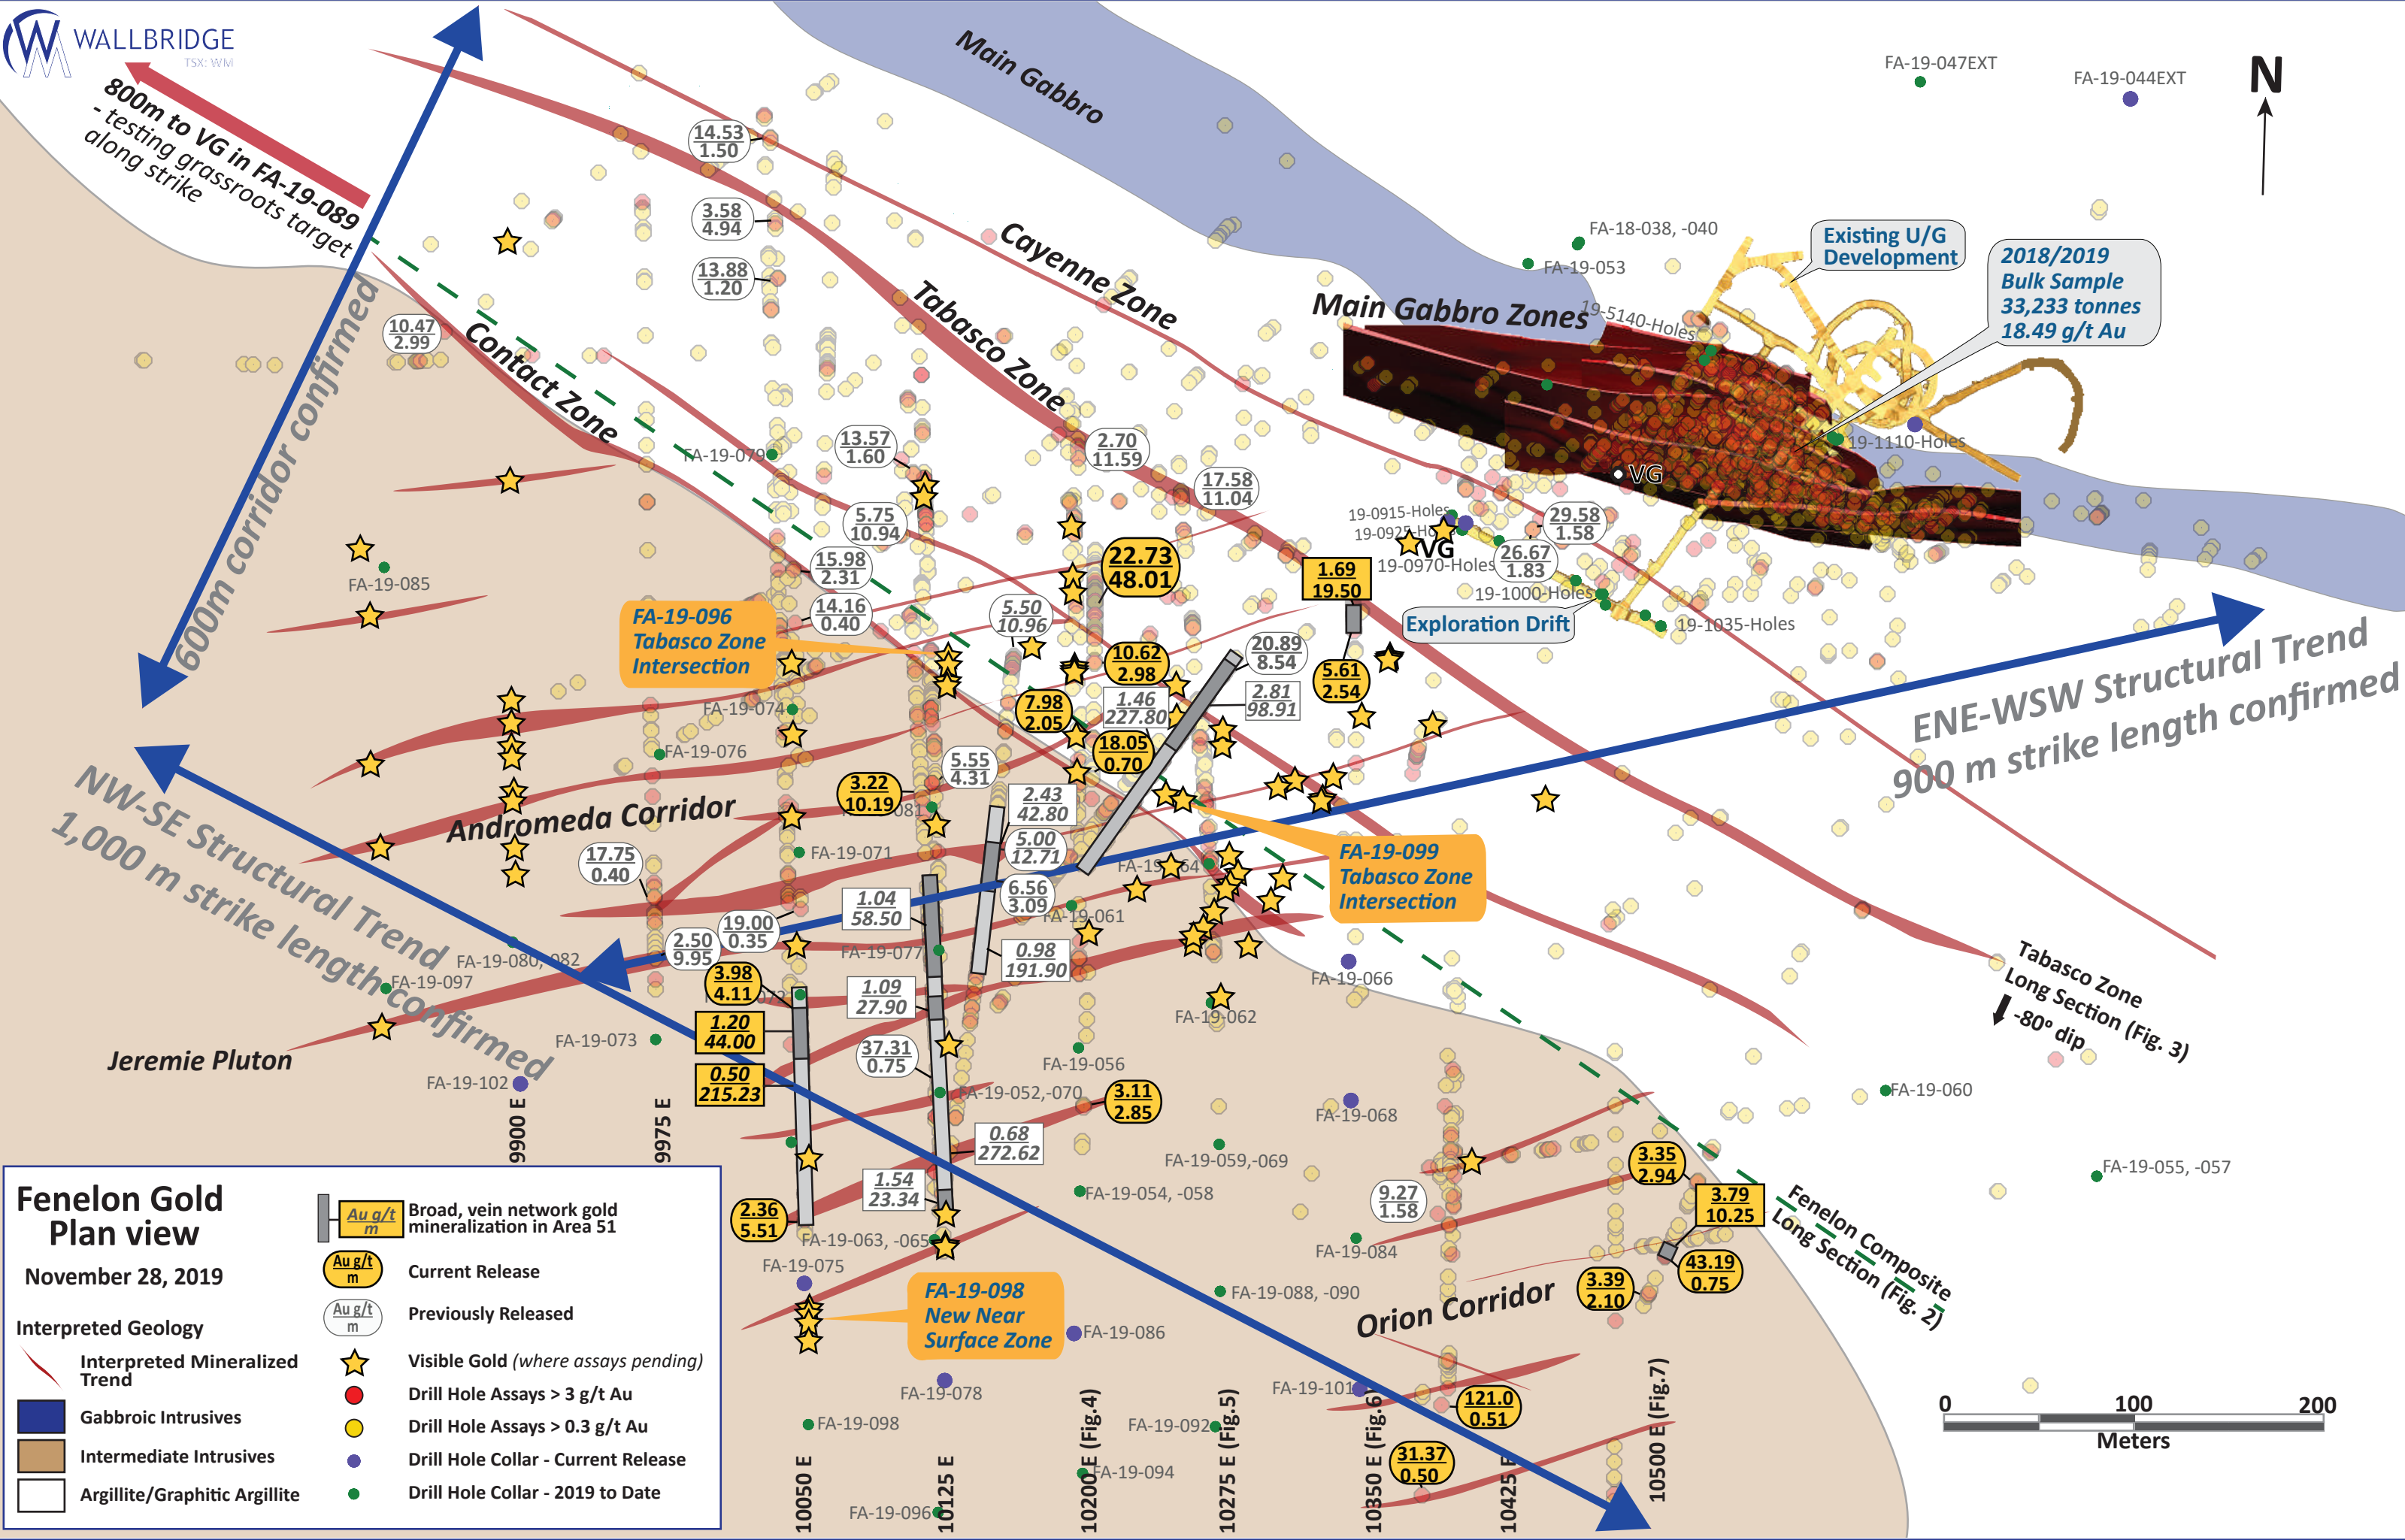 WALLBRIDGE
TSX: WM
800m to VG in FA-19-089
- testing grassroots target
along strike
600m corridor confirmed
Main Gabbro
FA-19-047EXT
FA-19-044EXT
N
14.53
1.50
3.58
4.94
13.88
1.20
10.47
2.99
Contact Zone
Tabasco Zone
Cayenne Zone
Main Gabbro Zones
FA-18-038, -040
FA-19-053
19-5140-Holes
Existing U/G
Development
2018/2019
Bulk Sample
33,233 tonnes
18.49 g/t Au
19-1110-Holes
VG
FA-19-079
13.57
1.60
2.70
11.59
17.58
11.04
5.75
10.94
15.98
2.31
14.16
0.40
22.73
48.01
19-0915-Holes
19-0925-Holes
VG
19-0970-Holes
29.58
1.58
26.67
1.83
19-1000-Holes
Exploration Drift
19-1035-Holes
1.69
19.50
5.61
2.54
FA-19-085
FA-19-096
Tabasco Zone
Intersection
5.50
10.96
10.62
2.98
20.89
8.54
7.98
2.05
1.46
227.80
2.81
98.91
18.05
0.70
FA-19-074
FA-19-076
5.55
4.31
3.22
10.19
2.43
42.80
5.00
12.71
6.56
3.09
ENE-WSW Structural Trend
900 m strike length confirmed
NW-SE Structural Trend
1,000 m strike length confirmed
Andromeda Corridor
FA-19-071
17.75
0.40
1.04
58.50
FA-19-061
FA-19-099
Tabasco Zone
Intersection
19.00
0.35
2.50
9.95
FA-19-077
0.98
191.90
FA-19-080, -082
FA-19-097
3.98
4.11
1.09
27.90
1.20
44.00
0.50
215.23
37.31
0.75
FA-19-066
FA-19-062
FA-19-073
FA-19-056
Jeremie Pluton
FA-19-102
FA-19-052,-070
3.11
2.85
FA-19-068
0.68
272.62
FA-19-059,-069
1.54
23.34
FA-19-054, -058
2.36
5.51
FA-19-063, -065
FA-19-075
9.27
1.58
FA-19-084
3.35
2.94
3.79
10.25
43.19
0.75
3.39
2.10
Tabasco Zone
Long Section (Fig. 3)
-80º dip
FA-19-060
FA-19-055, -057
Fenelon Composite
Long Section (Fig. 2)
FA-19-088, -090
Orion Corridor
FA-19-098
New Near
Surface Zone
FA-19-086
FA-19-078
FA-19-101
FA-19-098
FA-19-092
FA-19-094
FA-19-096
121.0
0.51
31.37
0.50
9900 E
9975 E
10050 E
10125 E
10200 E (Fig.4)
10275 E (Fig.5)
10350 E (Fig.6)
10425 E
10500 E (Fig.7)
0 100 200
Meters
Fenelon Gold
Plan view
November 28, 2019
Interpreted Geology
Interpreted Mineralized
Trend
Gabbroic Intrusives
Intermediate Intrusives
Argillite/Graphitic Argillite
Au g/t
m
Broad, vein network gold
mineralization in Area 51
Au g/t
m
Current Release
Au g/t
m
Previously Released
Visible Gold (where assays pending)
Drill Hole Assays > 3 g/t Au
Drill Hole Assays > 0.3 g/t Au
Drill Hole Collar - Current Release
Drill Hole Collar - 2019 to Date